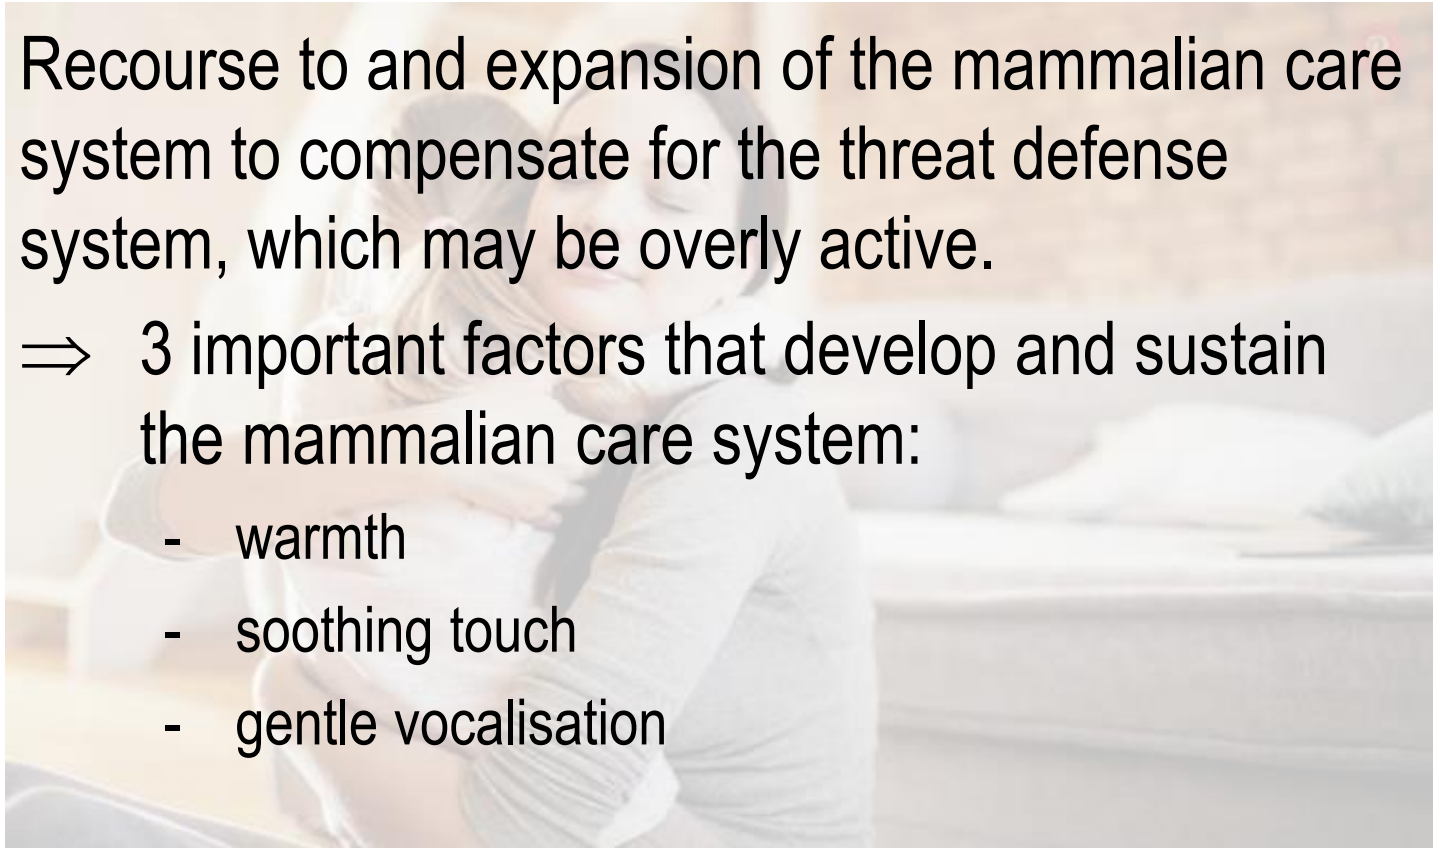 Recourse to and expansion of the mammalian care
system to compensate for the threat defense
system, which may be overly active.
⇒ 3 important factors that develop and sustain
the mammalian care system:
- warmth
- soothing touch
- gentle vocalisation